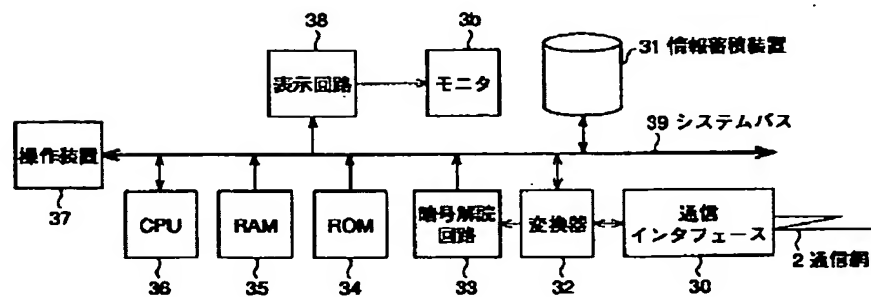 38
3b
表示回路
モニタ
31 情報蓄積装置
39 システムバス
操作装置
37
CPU
RAM
ROM
暗号解読
回路
変換器
通信
インタフェース
2 通信網
36
35
34
33
32
30